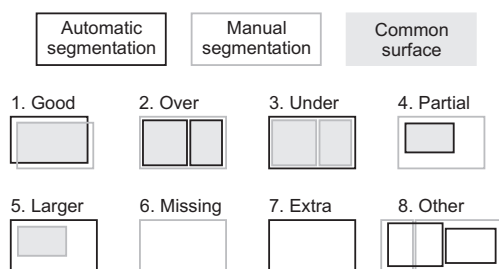 Automatic
segmentation
Manual
segmentation
Common
surface
1. Good
2. Over
3. Under
4. Partial
5. Larger
6. Missing
7. Extra
8. Other